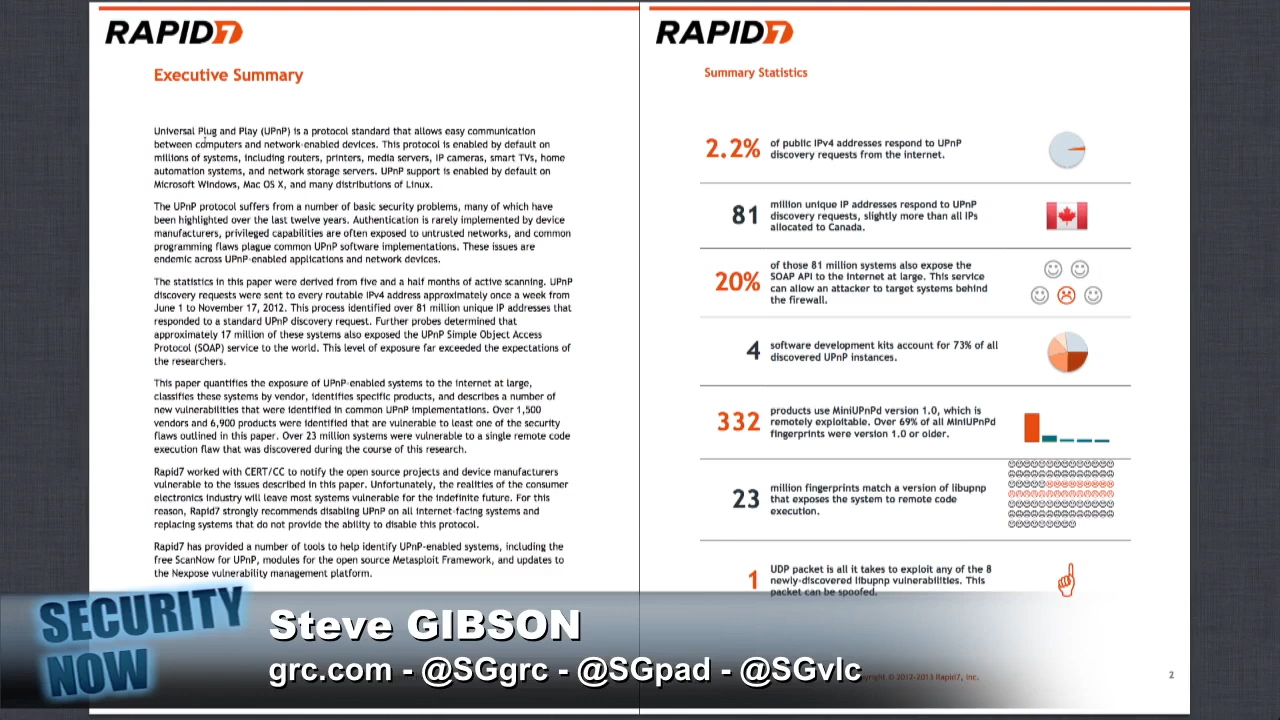 RAPID7
Executive Summary
Universal Plug and Play (UPnP) is a protocol standard that allows easy communication
between computers and network-enabled devices. This protocol is enabled by default on
millions of systems, including routers, printers, media servers, IP cameras, smart TVs, home
automation systems, and network storage servers. UPnP support is enabled by default on
Microsoft Windows, Mac OS X, and many distributions of Linux.
The UPnP protocol suffers from a number of basic security problems, many of which have
been highlighted over the last twelve years. Authentication is rarely implemented by device
manufacturers, privileged capabilities are often exposed to untrusted networks, and common
programming flaws plague common UPnP software implementations. These issues are
endemic across UPnP-enabled applications and network devices.
The statistics in this paper were derived from five and a half months of active scanning. UPnP
discovery requests were sent to every routable IPv4 address approximately once a week from
June 1 to November 17, 2012. This process identified over 81 million unique IP addresses that
responded to a standard UPnP discovery request. Further probes determined that
approximately 17 million of these systems also exposed the UPnP Simple Object Access
Protocol (SOAP) service to the world. This level of exposure far exceeded the expectations of
the researchers.
This paper quantifies the exposure of UPnP-enabled systems to the internet at large,
classifies these systems by vendor, identifies specific products, and describes a number of
new vulnerabilities that were identified in common UPnP implementations. Over 1,500
vendors and 6,900 products were identified that are vulnerable to least one of the security
flaws outlined in this paper. Over 23 million systems were vulnerable to a single remote code
execution flaw that was discovered during the course of this research.
Rapid7 worked with CERT/CC to notify the open source projects and device manufacturers
vulnerable to the issues described in this paper. Unfortunately, the realities of the consumer
electronics industry will leave most systems vulnerable for the indefinite future. For this
reason, Rapid7 strongly recommends disabling UPnP on all internet-facing systems and
replacing systems that do not provide the ability to disable this protocol.
Rapid7 has provided a number of tools to help identify UPnP-enabled systems, including the
free ScanNow for UPnP, modules for the open source Metasploit Framework, and updates to
the Nexpose vulnerability management platform.
RAPID7
Summary Statistics
2.2% of public IPv4 addresses respond to UPnP
discovery requests from the internet.
81 million unique IP addresses respond to UPnP
discovery requests, slightly more than all IPs
allocated to Canada.
20% of those 81 million systems also expose the
SOAP API to the internet at large. This service
can allow an attacker to target systems behind
the firewall.
4 software development kits account for 73% of all
discovered UPnP instances.
332 products use MiniUPnPd version 1.0, which is
remotely exploitable. Over 69% of all MiniUPnPd
fingerprints were version 1.0 or older.
23 million fingerprints match a version of libupnp
that exposes the system to remote code
execution.
1 UDP packet is all it takes to exploit any of the 8
newly-discovered libupnp vulnerabilities. This
packet can be spoofed.
2012-2013 Rapid7, Inc.
2
SECURITY
NOW
Steve GIBSON
grc.com - @SGgrc - @SGpad - @SGvlc